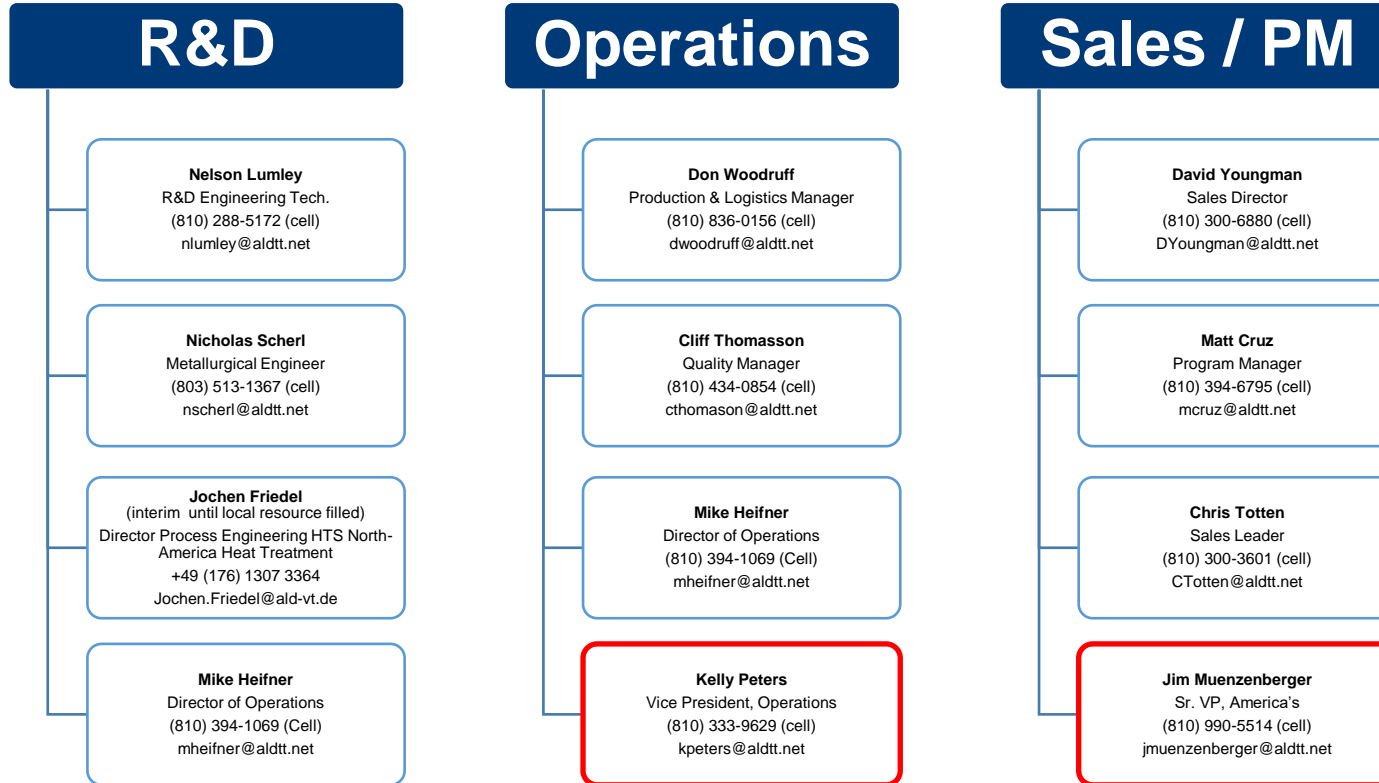 R&D
Nelson Lumley
R&D Engineering Tech.
(810) 288-5172 (cell)
nlumley@aldtt.net
Nicholas Scherl
Metallurgical Engineer
(803) 513-1367 (cell)
nscherl@aldtt.net
Jochen Friedel
(interim until local resource filled)
Director Process Engineering HTS North-
America Heat Treatment
+49 (176) 1307 3364
Jochen.Friedel@ald-vt.de
Mike Heifner
Director of Operations
(810) 394-1069 (Cell)
mheifner@aldtt.net
Operations
Don Woodruff
Production & Logistics Manager
(810) 836-0156 (cell)
dwoodruff@aldtt.net
Cliff Thomasson
Quality Manager
(810) 434-0854 (cell)
cthomason@aldtt.net
Mike Heifner
Director of Operations
(810) 394-1069 (Cell)
mheifner@aldtt.net
Kelly Peters
Vice President, Operations
(810) 333-9629 (cell)
kpeters@aldtt.net
Sales / PM
David Youngman
Sales Director
(810) 300-6880 (cell)
DYoungman@aldtt.net
Matt Cruz
Program Manager
(810) 394-6795 (cell)
mcruz@aldtt.net
Chris Totten
Sales Leader
(810) 300-3601 (cell)
CTotten@aldtt.net
Jim Muenzenberger
Sr. VP, America’s
(810) 990-5514 (cell)
jmuenzenberger@aldtt.net